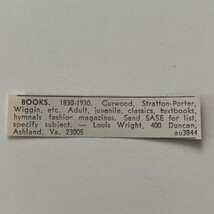 BOOKS. 1830-1930. Curwood, Stratton-Porter,
Wiggin, etc. Adult, juvenile, classics, textbooks,
hymnals fashion magazines. Send SASE for list,
specify subject. — Louis Wright, 400 Duncan,
Ashland, Va. 23005 au3844